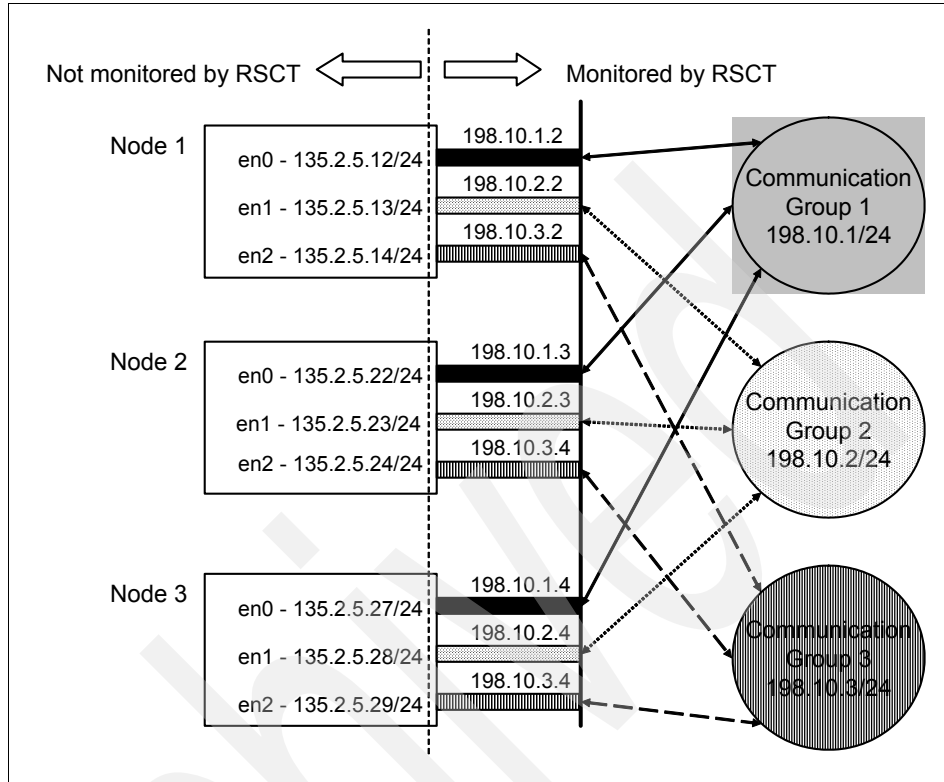 Not monitored by RSCT
Monitored by RSCT
Node 1
en0 - 135.2.5.12/24
en1 - 135.2.5.13/24
en2 - 135.2.5.14/24
198.10.1.2
198.10.2.2
198.10.3.2
Node 2
en0 - 135.2.5.22/24
en1 - 135.2.5.23/24
en2 - 135.2.5.24/24
198.10.1.3
198.10.2.3
198.10.3.4
Node 3
en0 - 135.2.5.27/24
en1 - 135.2.5.28/24
en2 - 135.2.5.29/24
198.10.1.4
198.10.2.4
198.10.3.4
Communication
Group 1
198.10.1/24
Communication
Group 2
198.10.2/24
Communication
Group 3
198.10.3/24